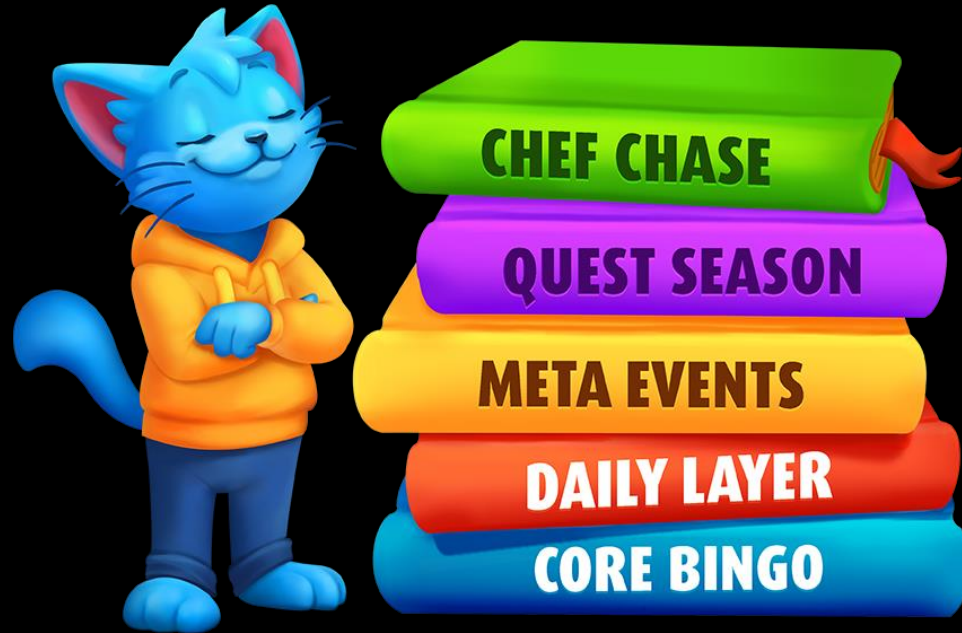 CHEF CHASE
QUEST SEASON
META EVENTS
DAILY LAYER
CORE BINGO